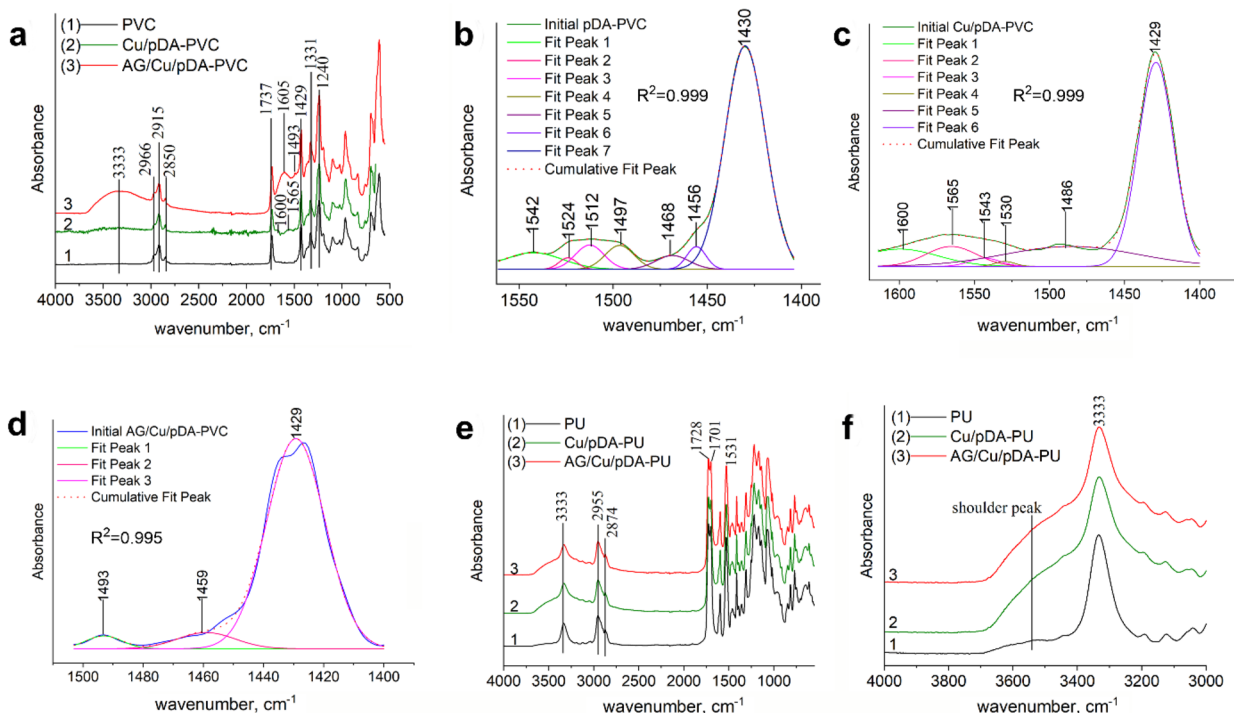 a
(1) PVC
(2) Cu/pDA-PVC
(3) AG/Cu/pDA-PVC
3333
2966
2915
2850
1737
1605
1600
1565
1493
1429
1331
1240
3
2
1
Absorbance
4000 3500 3000 2500 2000 1500 1000 500
wavenumber, cm⁻¹
b
Initial pDA-PVC
Fit Peak 1
Fit Peak 2
Fit Peak 3
Fit Peak 4
Fit Peak 5
Fit Peak 6
Fit Peak 7
Cumulative Fit Peak
R²=0.999
1542
1524
1512
1497
1468
1456
1430
Absorbance
1550 1500 1450 1400
wavenumber, cm⁻¹
c
Initial Cu/pDA-PVC
Fit Peak 1
Fit Peak 2
Fit Peak 3
Fit Peak 4
Fit Peak 5
Fit Peak 6
Cumulative Fit Peak
R²=0.999
1600
1565
1543
1530
1486
1429
Absorbance
1600 1550 1500 1450 1400
wavenumber, cm⁻¹
d
Initial AG/Cu/pDA-PVC
Fit Peak 1
Fit Peak 2
Fit Peak 3
Cumulative Fit Peak
R²=0.995
1493
1459
1429
Absorbance
1500 1480 1460 1440 1420 1400
wavenumber, cm⁻¹
e
(1) PU
(2) Cu/pDA-PU
(3) AG/Cu/pDA-PU
3333
2955
2874
1728
1701
1531
3
2
1
Absorbance
4000 3500 3000 2500 2000 1500 1000
wavenumber, cm⁻¹
f
(1) PU
(2) Cu/pDA-PU
(3) AG/Cu/pDA-PU
3333
shoulder peak
3
2
1
Absorbance
4000 3800 3600 3400 3200 3000
wavenumber, cm⁻¹